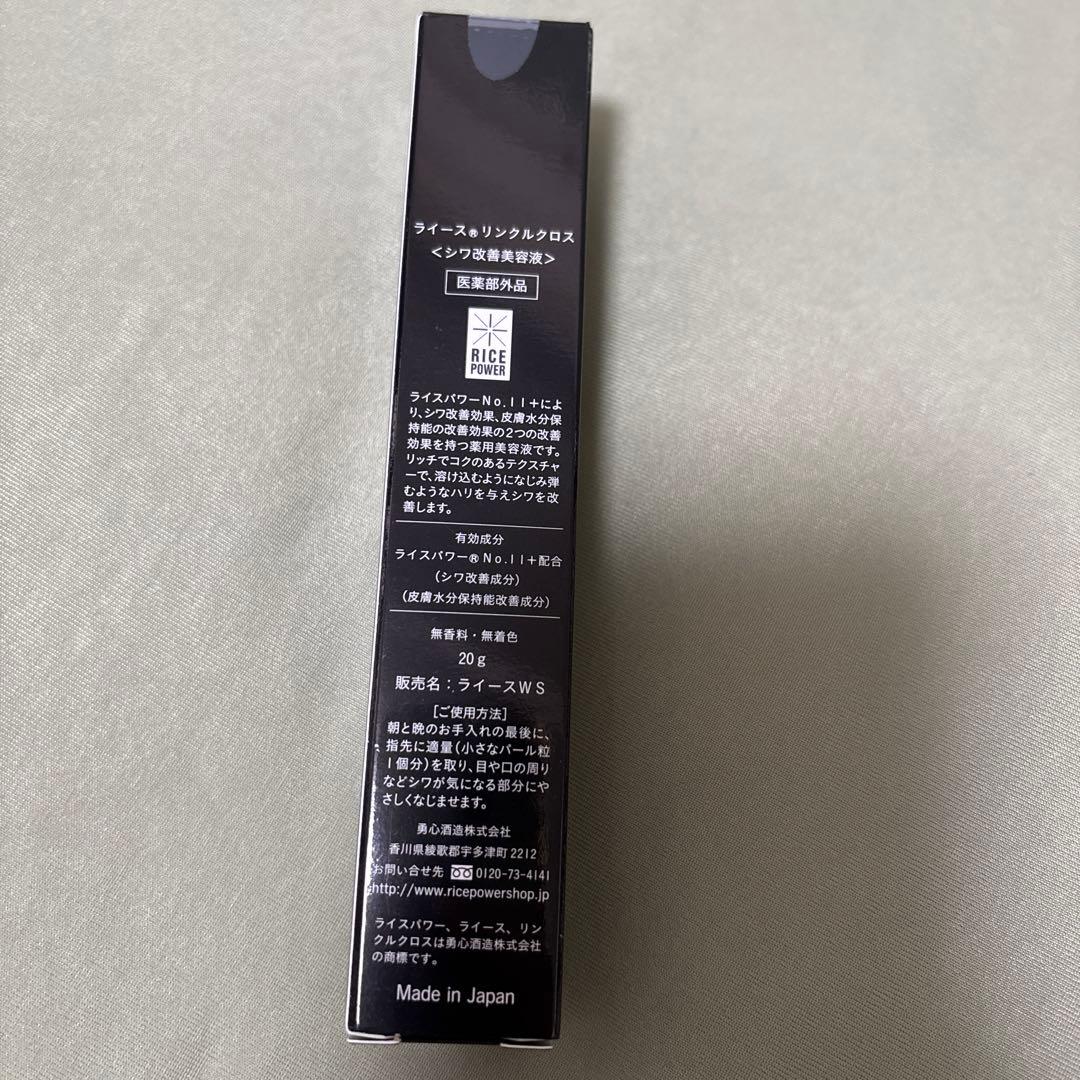 ライース®リンクルクロス
<シワ改善美容液>
医薬部外品
RICE
POWER
ライスパワーNo.11+によ
り、シワ改善効果、皮膚水分保
持能の改善効果の2つの改善
効果を持つ薬用美容液です。
リッチでコクのあるテクスチャ
ーで、溶け込むようになじみ弾
むようなハリを与えシワを改
善します。
有効成分
ライスパワー®No.11+配合
(シワ改善成分)
(皮膚水分保持能改善成分)
無香料・無着色
20g
販売名:ライースWS
[ご使用方法]
朝と晩のお手入れの最後に、
指先に適量(小さなパール粒
1個分)を取り、目や口の周り
などシワが気になる部分にや
さしくなじませます。
勇心酒造株式会社
香川県綾歌郡宇多津町2212
お問い合せ先 0120-73-4141
http://www.ricepowershop.jp
ライスパワー、ライース、リン
クルクロスは勇心酒造株式会社
の商標です。
Made in Japan